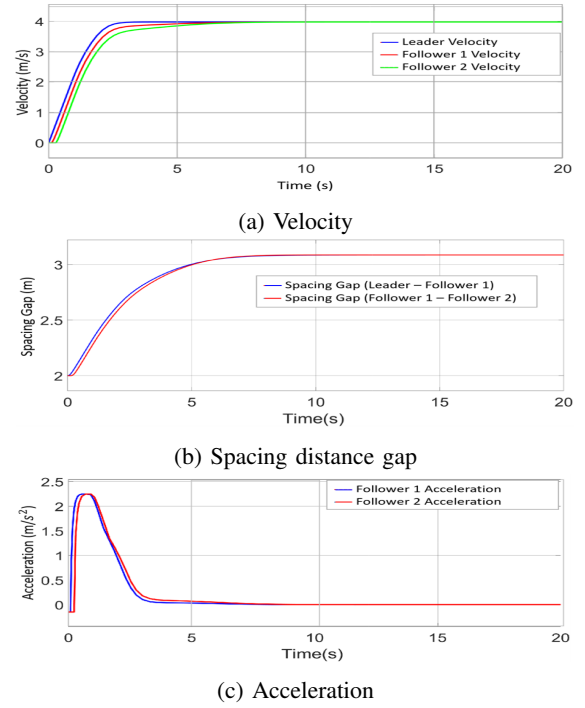 4
3
2
1
0
Velocity (m/s)
Leader Velocity
Follower 1 Velocity
Follower 2 Velocity
0 5 10 15 20
Time (s)
(a) Velocity
3
2.5
2
Spacing Gap (m)
Spacing Gap (Leader – Follower 1)
Spacing Gap (Follower 1 – Follower 2)
0 5 10 15 20
Time(s)
(b) Spacing distance gap
2.5
2
1.5
1
0.5
0
Acceleration (m/s²)
Follower 1 Acceleration
Follower 2 Acceleration
0 5 10 15 20
Time(s)
(c) Acceleration